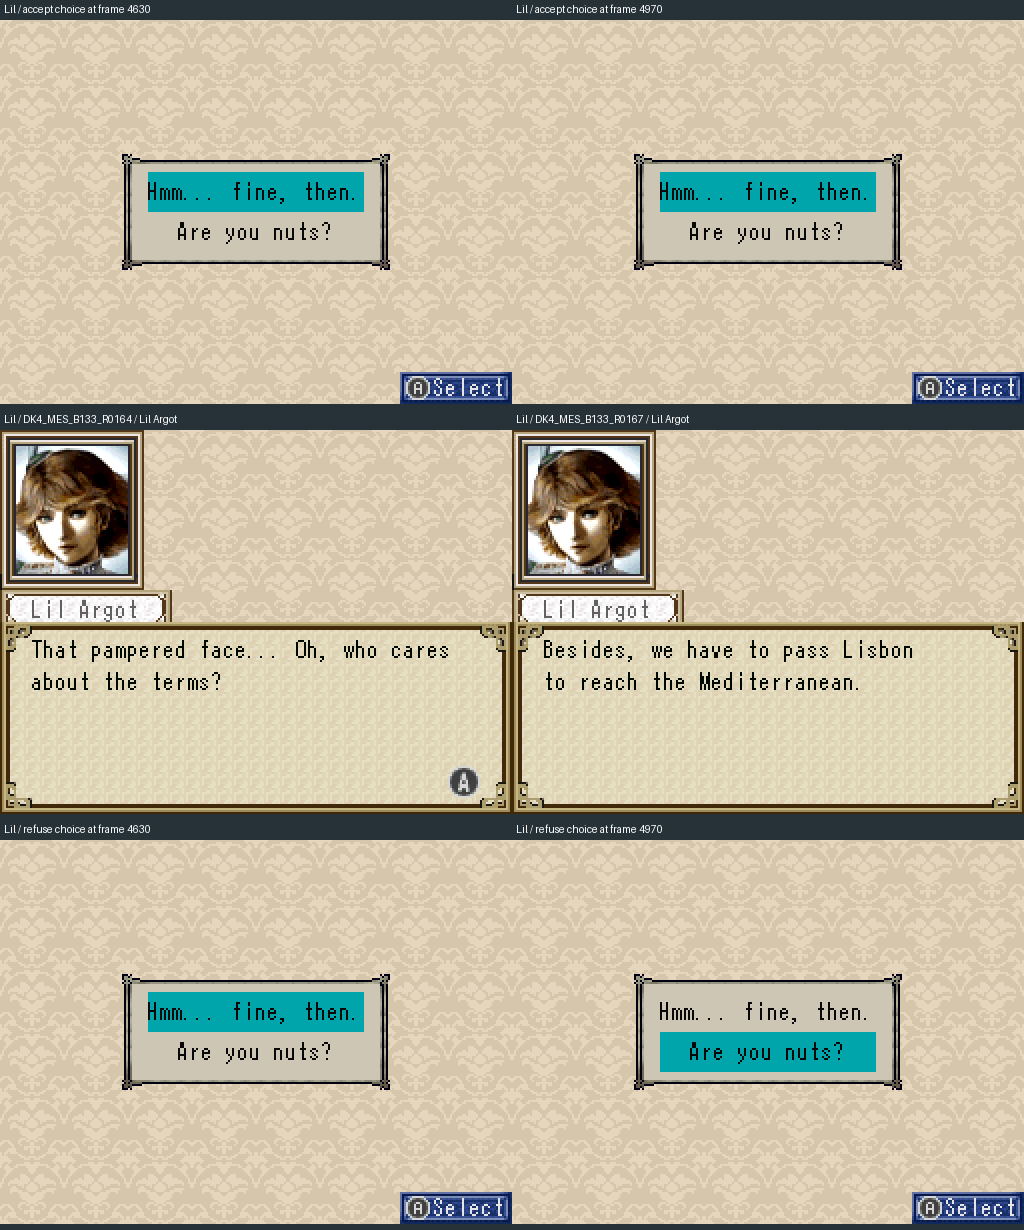 Lil / accept choice at frame 4630
Lil / accept choice at frame 4970
Hmm... fine, then.
Are you nuts?
Hmm... fine, then.
Are you nuts?
A Select
A Select
Lil / DK4_MES_B133_R0164 / Lil Argot
Lil / DK4_MES_B133_R0167 / Lil Argot
Lil Argot
That pampered face... Oh, who cares
about the terms?
A
Lil Argot
Besides, we have to pass Lisbon
to reach the Mediterranean.
Lil / refuse choice at frame 4630
Lil / refuse choice at frame 4970
Hmm... fine, then.
Are you nuts?
Hmm... fine, then.
Are you nuts?
A Select
A Select